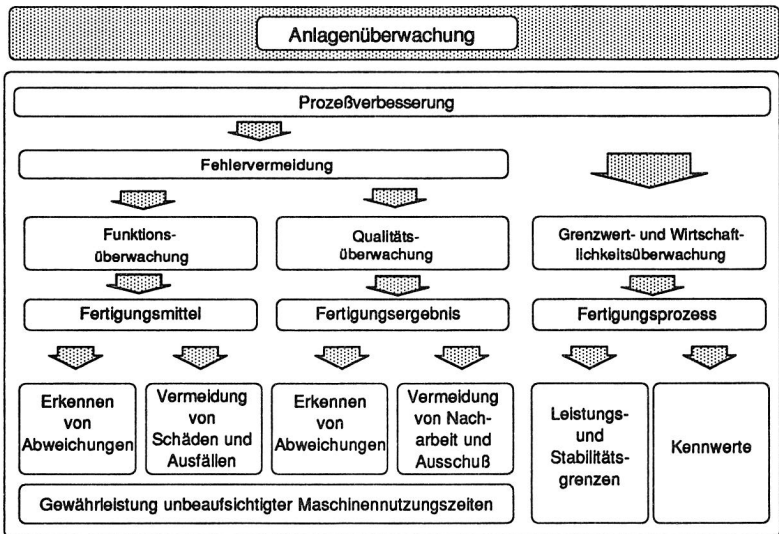 Anlagenüberwachung
Prozeßverbesserung
Fehlervermeidung
Funktions-
überwachung
Qualitäts-
überwachung
Grenzwert- und Wirtschaft-
lichkeitsüberwachung
Fertigungsmittel
Fertigungsergebnis
Fertigungsprozess
Erkennen
von
Abweichungen
Vermeidung
von
Schäden und
Ausfällen
Erkennen
von
Abweichungen
Vermeidung
von Nach-
arbeit und
Ausschuß
Leistungs-
und
Stabilitäts-
grenzen
Kennwerte
Gewährleistung unbeaufsichtigter Maschinennutzungszeiten